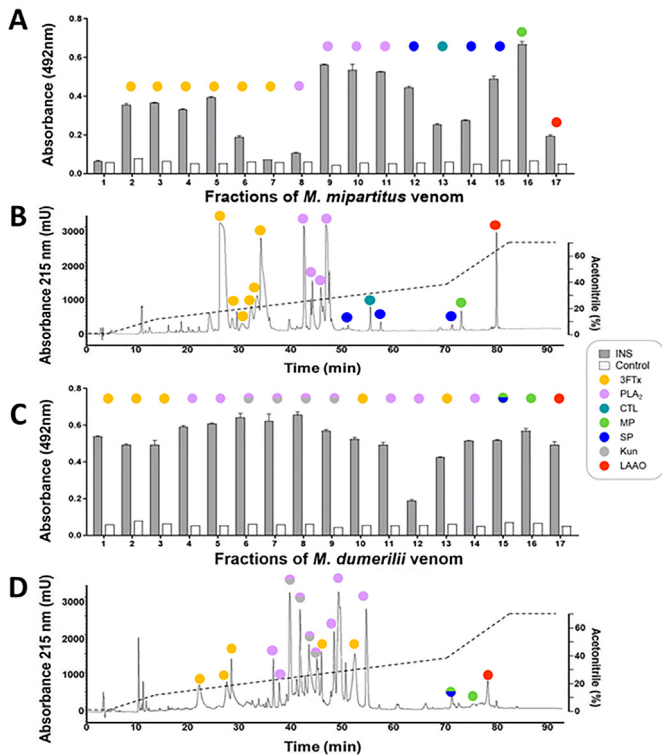 A
Absorbance (492nm)
0.8
0.6
0.4
0.2
0.0
1 2 3 4 5 6 7 8 9 10 11 12 13 14 15 16 17
Fractions of M. mipartitus venom
B
Absorbance 215 nm (mU)
3000
2000
1000
0
0 10 20 30 40 50 60 70 80 90
Time (min)
Acetonitrile (%)
60
40
20
0
INS
Control
3FTx
PLA₂
CTL
MP
SP
Kun
LAAO
C
Absorbance (492nm)
0.8
0.6
0.4
0.2
0.0
1 2 3 4 5 6 7 8 9 10 11 12 13 14 15 16 17
Fractions of M. dumerilii venom
D
Absorbance 215 nm (mU)
3000
2000
1000
0
0 10 20 30 40 50 60 70 80 90
Time (min)
Acetonitrile (%)
60
40
20
0